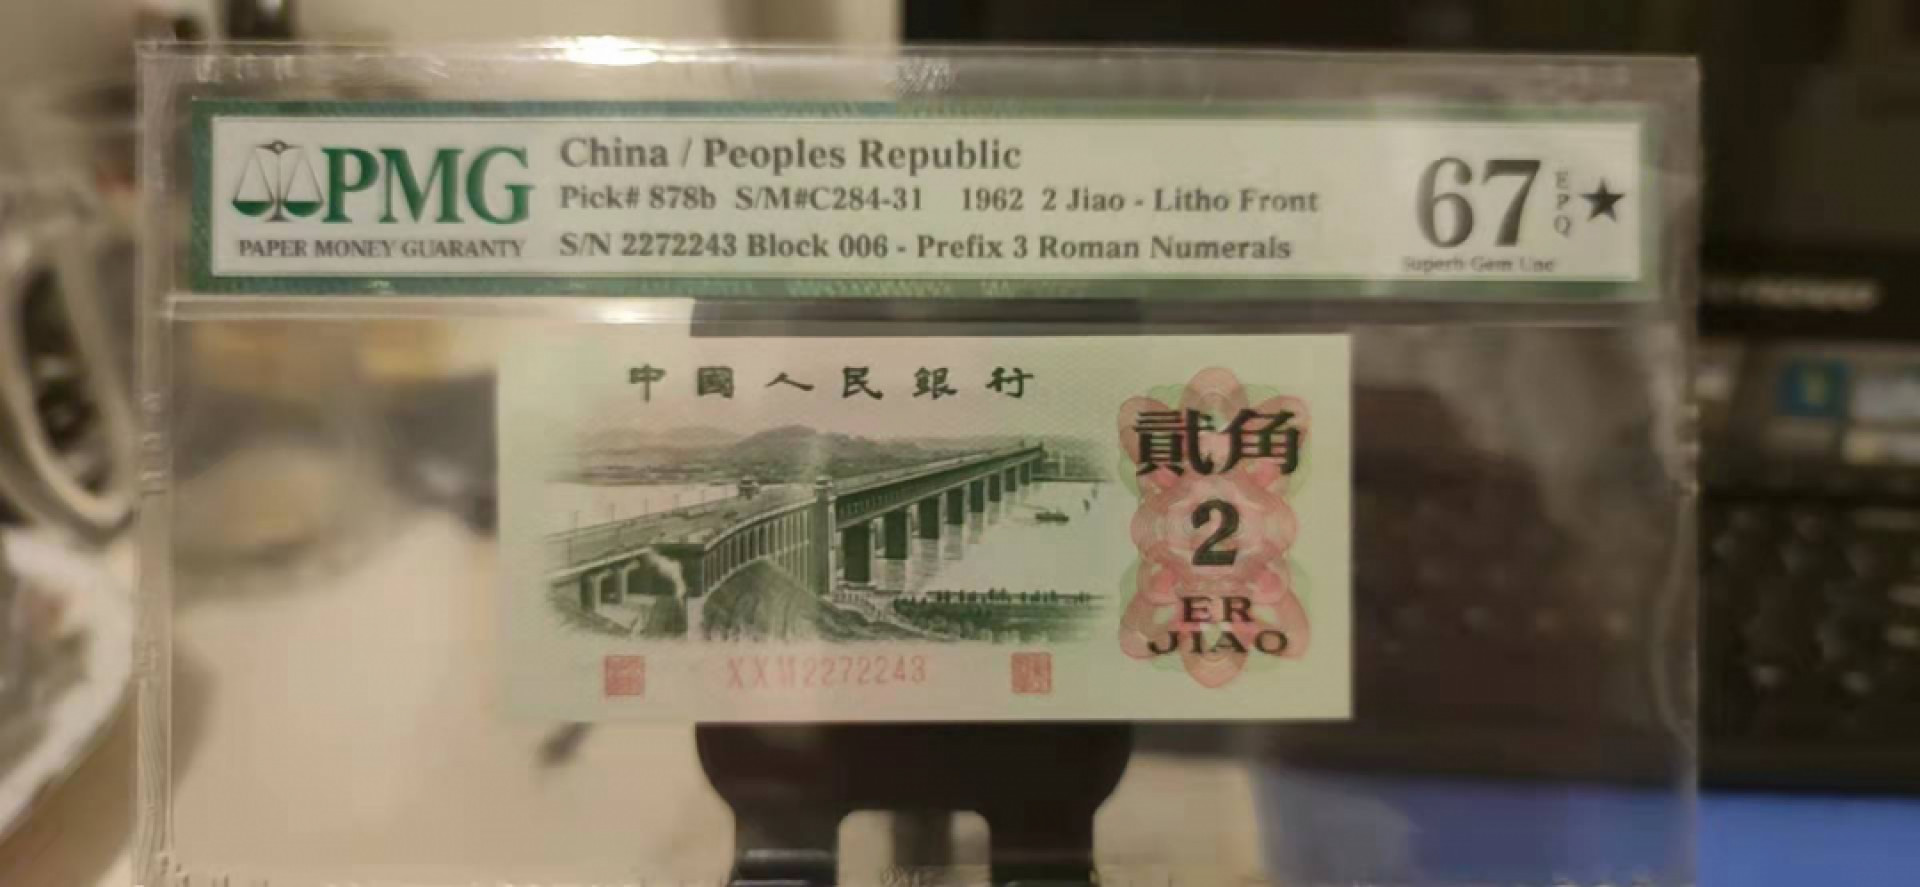 PMG
PAPER MONEY GUARANTY
China / Peoples Republic
Pick# 878b S/M#C284-31 1962 2 Jiao - Litho Front
S/N 2272243 Block 006 - Prefix 3 Roman Numerals
67 EPQ ★
Superb Gem Unc
中國人民銀行
貳角
2
ER
JIAO
2272243